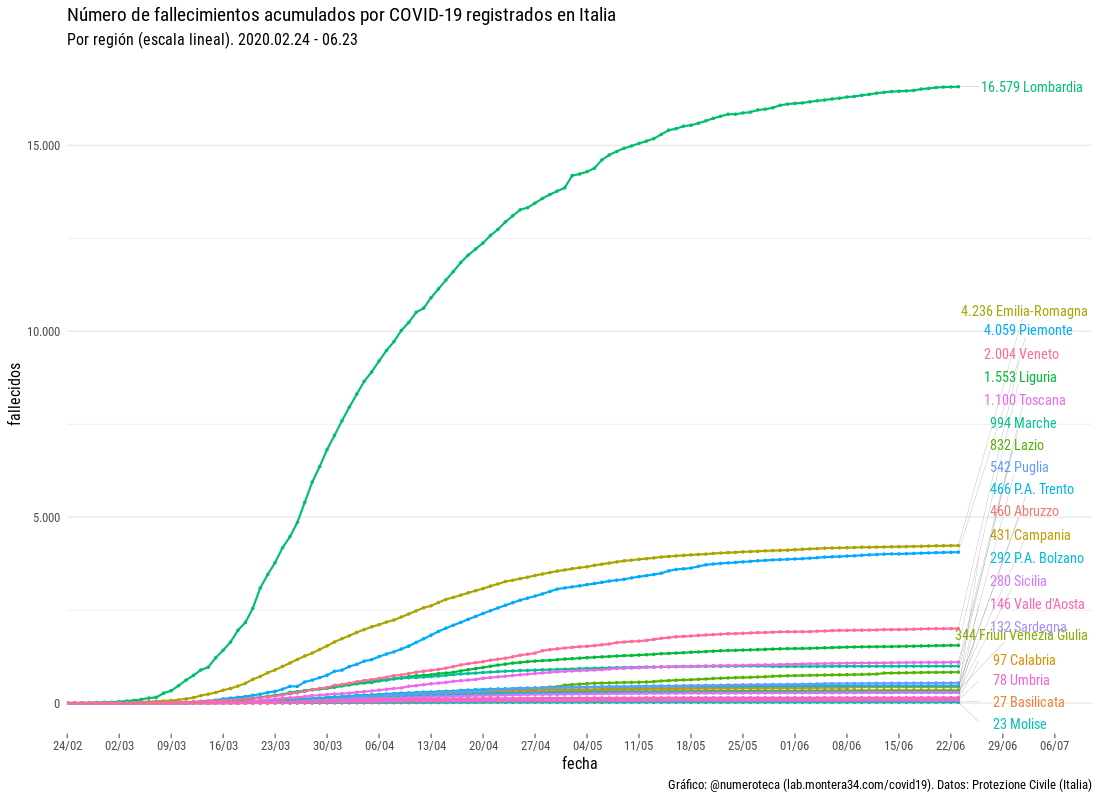 Número de fallecimientos acumulados por COVID-19 registrados en Italia
Por región (escala lineal). 2020.02.24 - 06.23
16.579 Lombardia
15.000
4.236 Emilia-Romagna
10.000
4.059 Piemonte
2.004 Veneto
1.553 Liguria
fallecidos
1.100 Toscana
994 Marche
832 Lazio
542 Puglia
466 P.A. Trento
460 Abruzzo
5.000
431 Campania
292 P.A. Bolzano
280 Sicilia
146 Valle d'Aosta
132 Sardegna
344 Friuli Venezia Giulia
97 Calabria
78 Umbria
0
27 Basilicata
23 Molise
24/02 02/03 09/03 16/03 23/03 30/03 06/04 13/04 20/04 27/04 04/05 11/05 18/05 25/05 01/06 08/06 15/06 22/06 29/06 06/07
fecha
Gráfico: @numeroteca (lab.montera34.com/covid19). Datos: Protezione Civile (Italia)